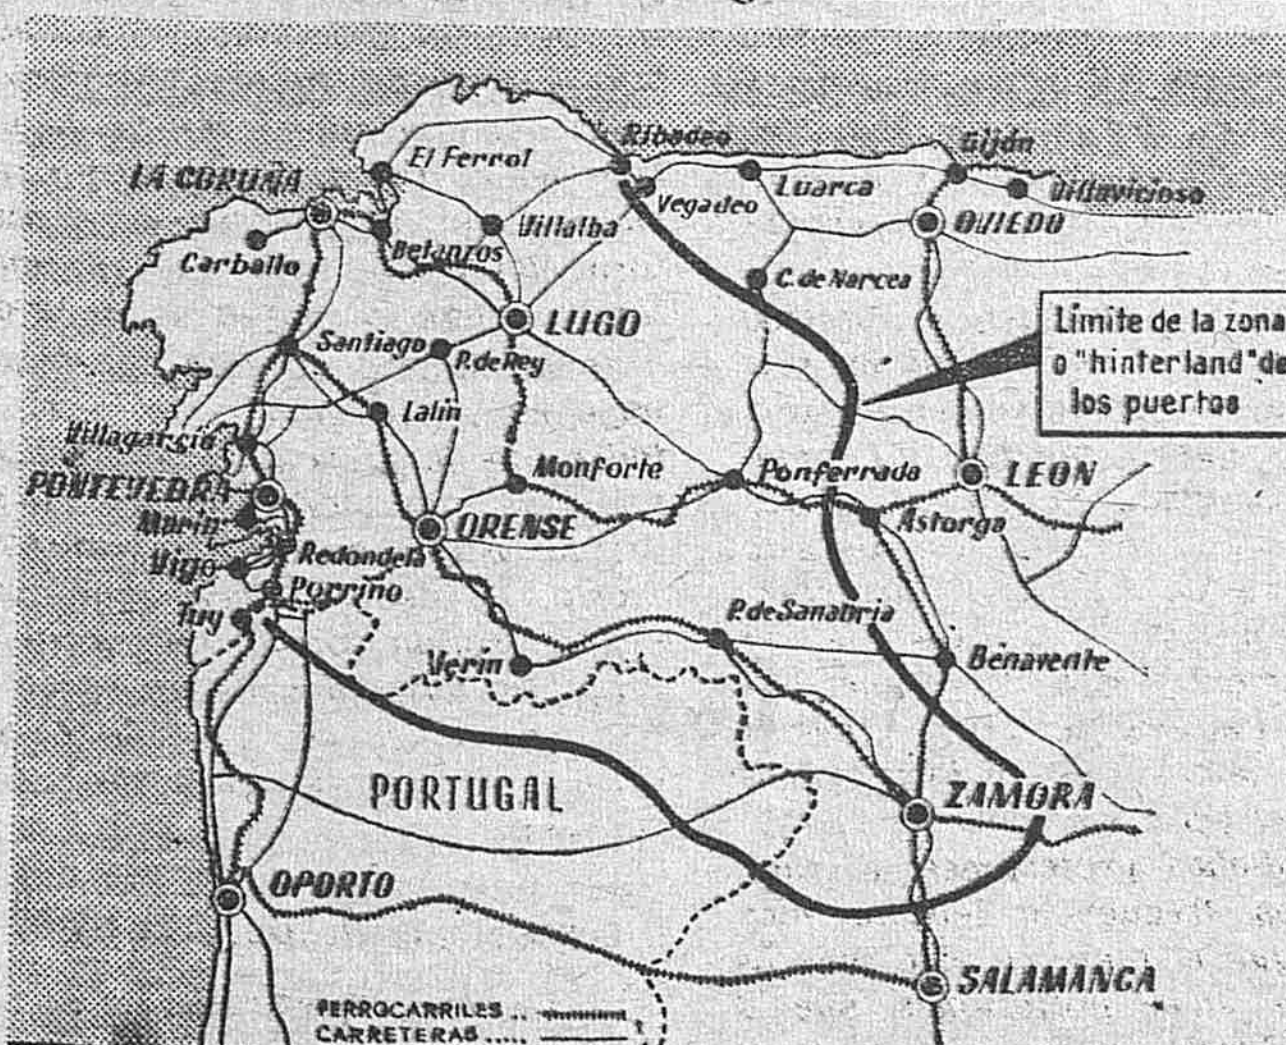 Ribadeo
Gijón
El Ferrol
LA CORUÑA
Luarca
Villaviciosa
Vegadeo
Villalba
OVIEDO
Betanzos
Carballo
C. de Narcea
LUGO
Límite de la zona
o "hinterland" de
los puertos
Santiago
P. de Rey
Lalín
Villagarcía
Monforte
Ponferrada
LEON
PONTEVEDRA
Marín
ORENSE
Astorga
Redondela
Vigo
Porriño
Tuy
P. de Sanabria
Verín
Benavente
PORTUGAL
ZAMORA
OPORTO
SALAMANCA
FERROCARRILES ..
CARRETERAS .....